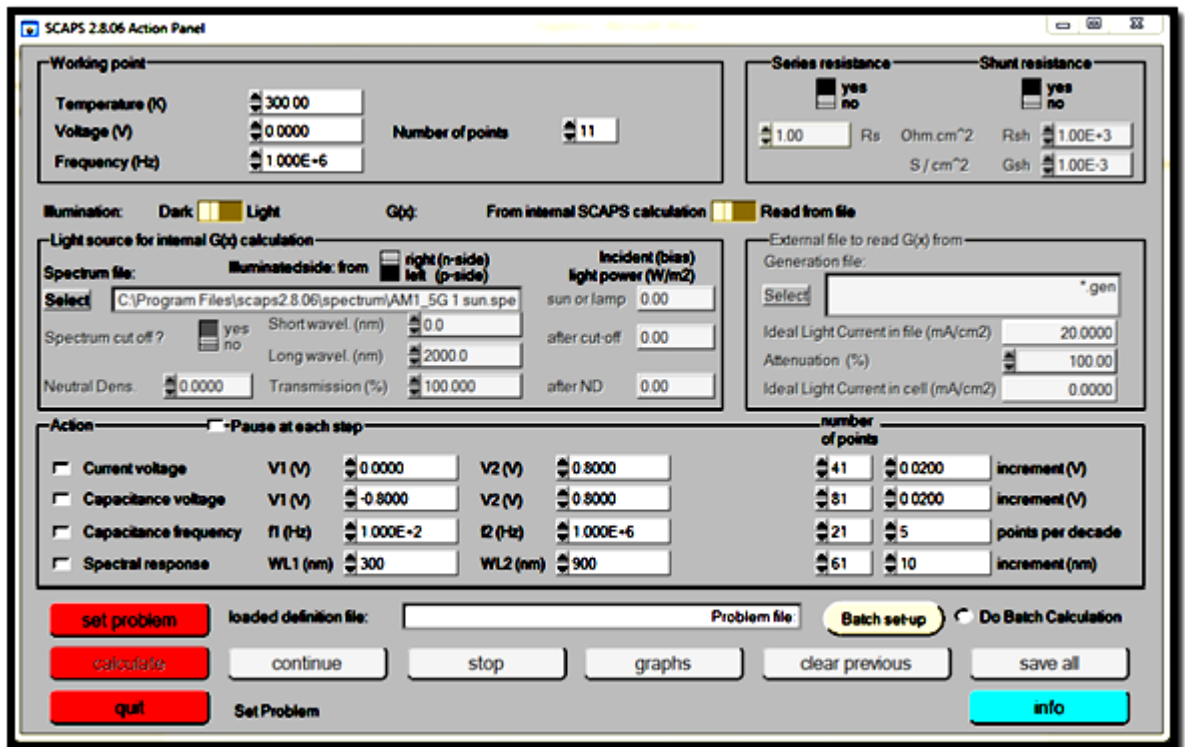 SCAPS 2.8.06 Action Panel
Working point
Temperature (K) 300.00
Voltage (V) 0.0000 Number of points 11
Frequency (Hz) 1.000E+6
Series resistance Shunt resistance
yes yes
no no
1.00 Rs Ohm.cm^2 Rsh 1.00E+3
S / cm^2 Gsh 1.00E-3
Illumination: Dark Light G(x): From internal SCAPS calculation Read from file
Light source for internal G(x) calculation
Spectrum file: Illuminatedside: from right (n-side) left (p-side) Incident (bias) light power (W/m2)
Select C:\Program Files\scaps2.8.06\spectrum\AM1_5G 1 sun.spe sun or lamp 0.00
Spectrum cut off ? yes no Short wavel. (nm) 0.0 after cut-off 0.00
Long wavel. (nm) 2000.0
Neutral Dens. 0.0000 Transmission (%) 100.000 after ND 0.00
External file to read G(x) from
Generation file:
Select *.gen
Ideal Light Current in file (mA/cm2) 20.0000
Attenuation (%) 100.00
Ideal Light Current in cell (mA/cm2) 0.0000
Action Pause at each step number of points
Current voltage V1 (V) 0.0000 V2 (V) 0.8000 41 0.0200 increment (V)
Capacitance voltage V1 (V) -0.8000 V2 (V) 0.8000 81 0.0200 increment (V)
Capacitance frequency f1 (Hz) 1.000E+2 f2 (Hz) 1.000E+6 21 5 points per decade
Spectral response WL1 (nm) 300 WL2 (nm) 900 61 10 increment (nm)
set problem loaded definition file: Problem file: Batch set-up Do Batch Calculation
calculate continue stop graphs clear previous save all
quit Set Problem info